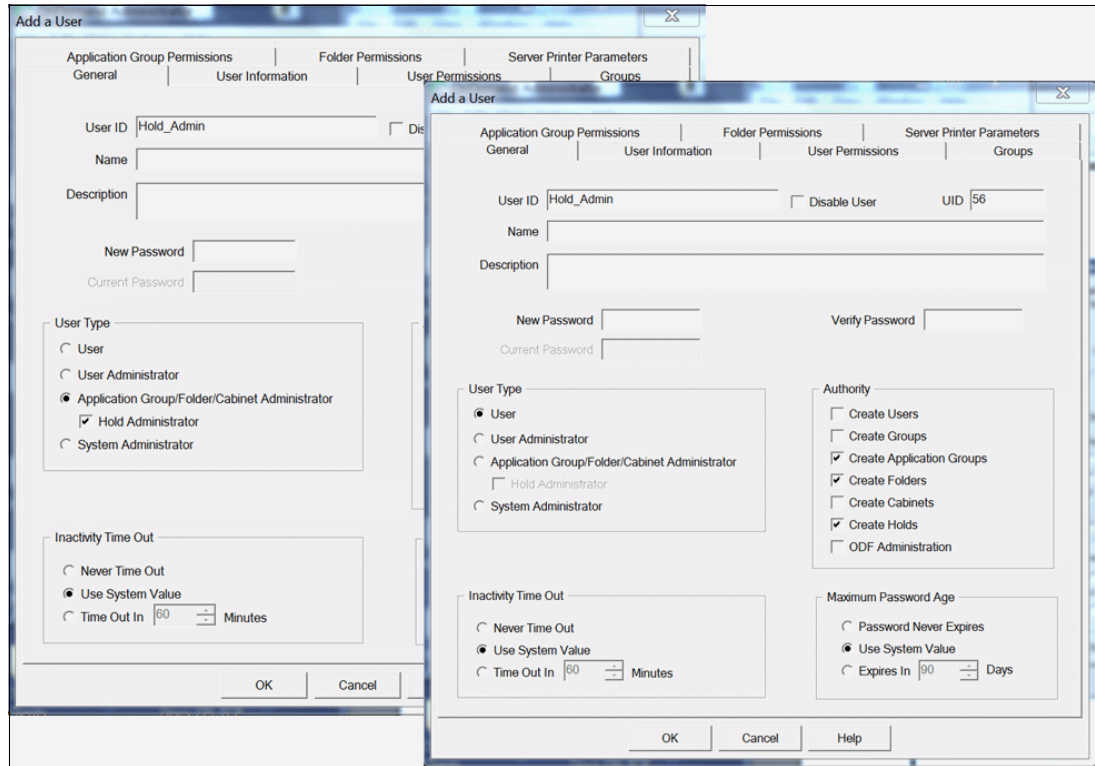 Add a User
Application Group Permissions Folder Permissions Server Printer Parameters
General User Information User Permissions Groups
User ID Hold_Admin Dis
Name
Description
New Password
Current Password
User Type
User
User Administrator
Application Group/Folder/Cabinet Administrator
Hold Administrator
System Administrator
Inactivity Time Out
Never Time Out
Use System Value
Time Out In 60 Minutes
OK Cancel
Add a User
Application Group Permissions Folder Permissions Server Printer Parameters
General User Information User Permissions Groups
User ID Hold_Admin Disable User UID 56
Name
Description
New Password Verify Password
Current Password
User Type
User
User Administrator
Application Group/Folder/Cabinet Administrator
Hold Administrator
System Administrator
Authority
Create Users
Create Groups
Create Application Groups
Create Folders
Create Cabinets
Create Holds
ODF Administration
Inactivity Time Out
Never Time Out
Use System Value
Time Out In 60 Minutes
Maximum Password Age
Password Never Expires
Use System Value
Expires In 90 Days
OK Cancel Help